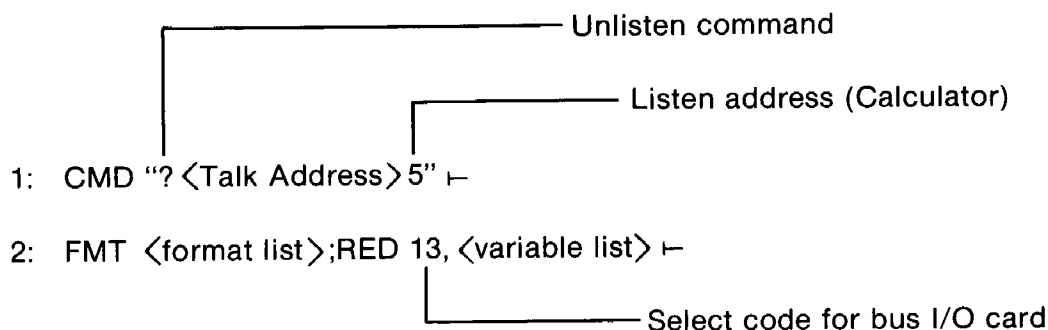 Unlisten command
Listen address (Calculator)
1: CMD “? <Talk Address> 5” ⊢
2: FMT <format list>;RED 13, <variable list> ⊢
Select code for bus I/O card